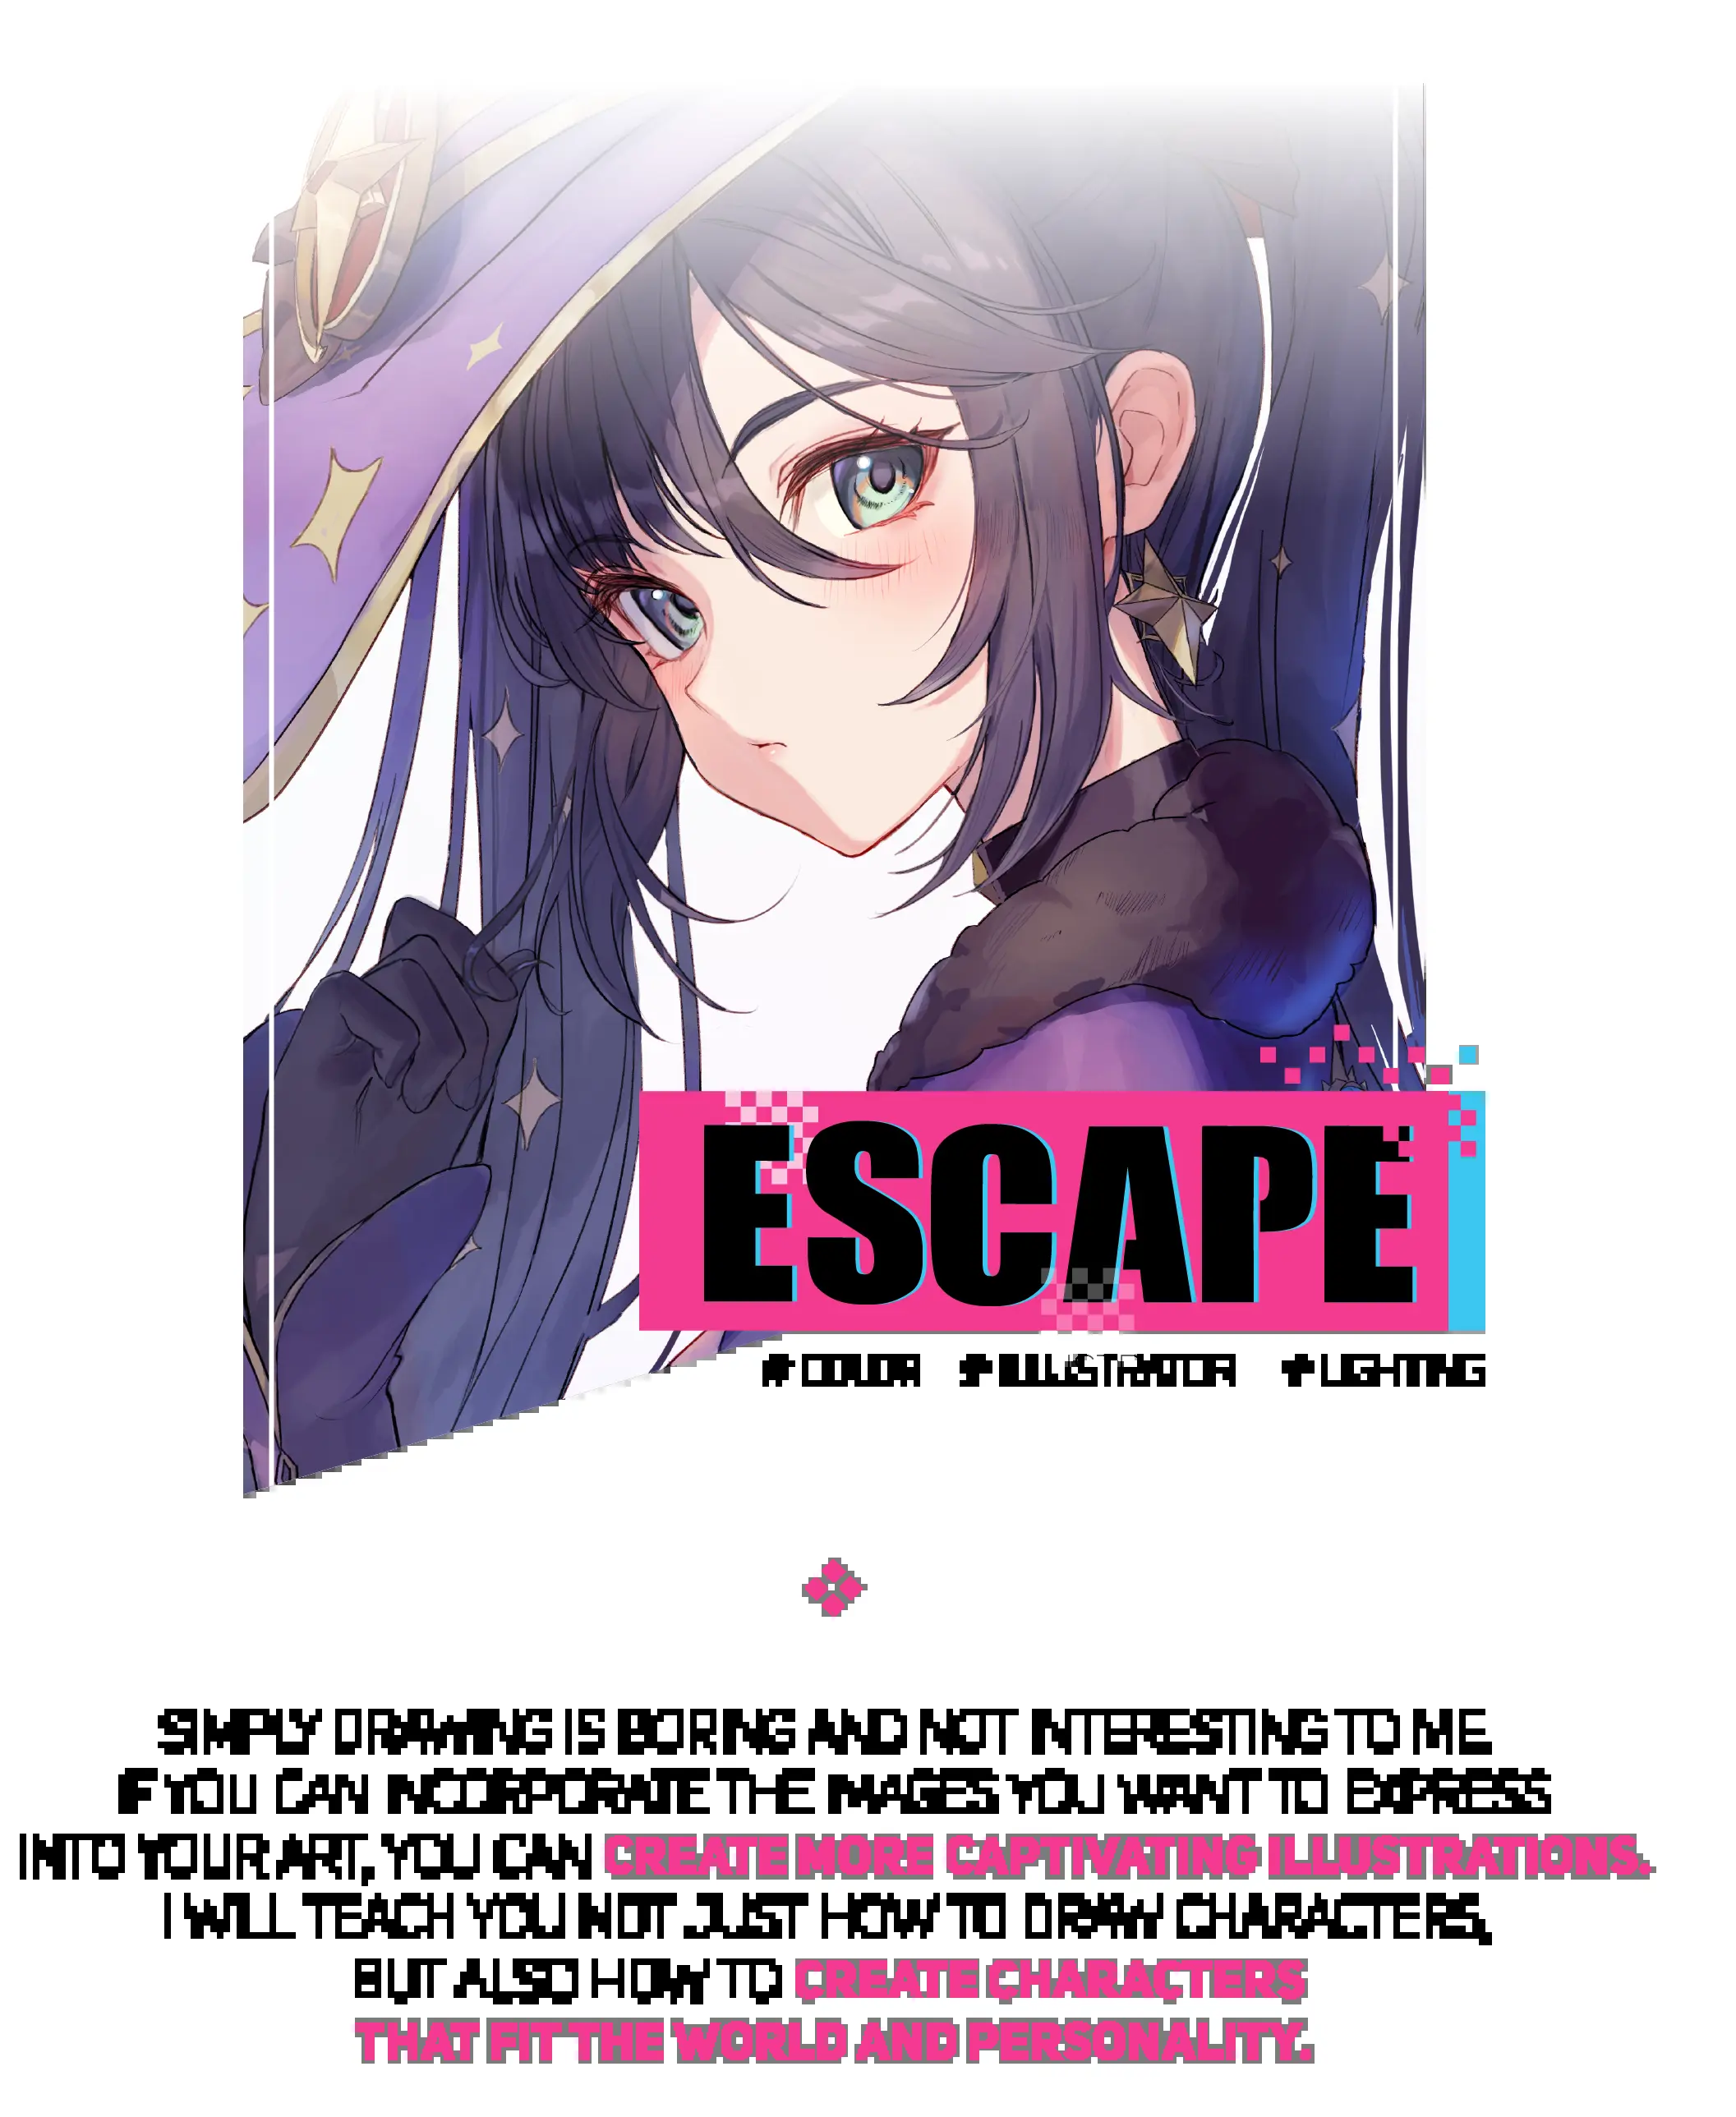 ESCAPE
# COLOR # ILLUSTRATOR # LIGHTING
SIMPLY DRAWING IS BORING AND NOT INTERESTING TO ME
IF YOU CAN INCORPORATE THE IMAGES YOU WANT TO EXPRESS
INTO YOUR ART, YOU CAN CREATE MORE CAPTIVATING ILLUSTRATIONS.
I WILL TEACH YOU NOT JUST HOW TO DRAW CHARACTERS,
BUT ALSO HOW TO CREATE CHARACTERS
THAT FIT THE WORLD AND PERSONALITY.